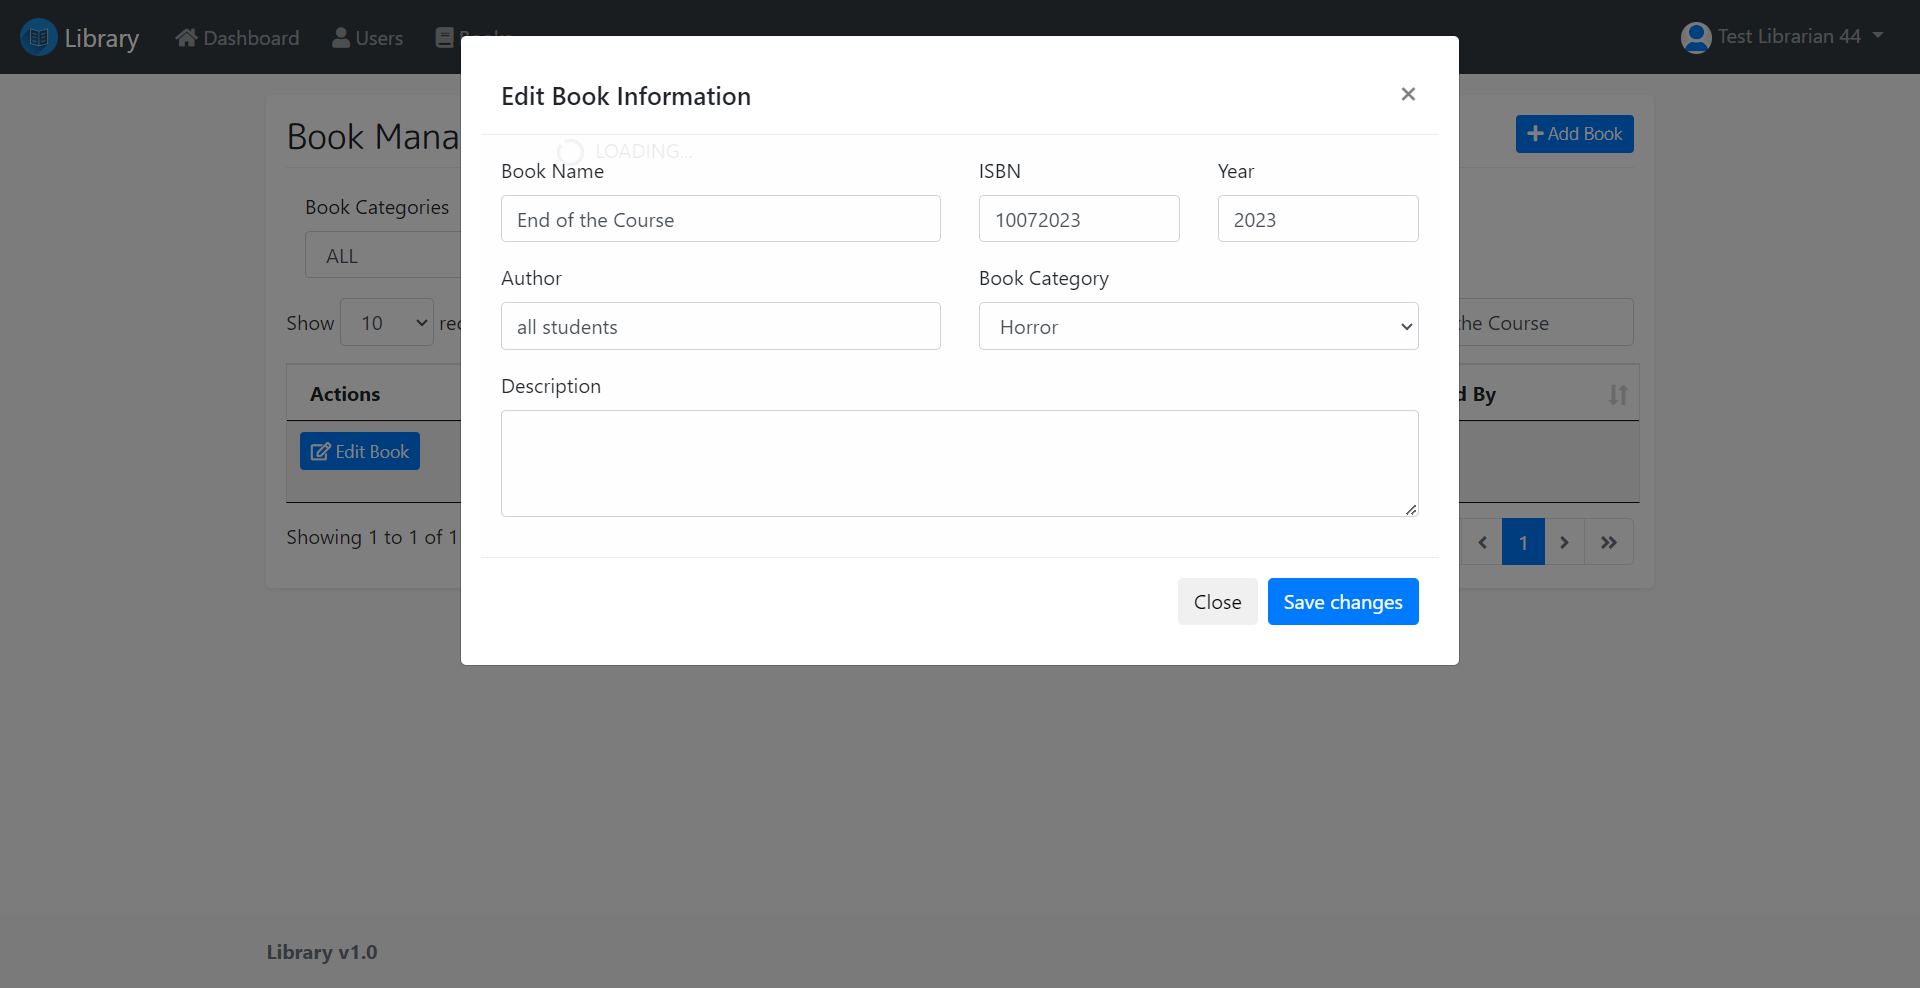 Library
Dashboard
Users
Books
Test Librarian 44
Edit Book Information
×
Book Mana
Add Book
LOADING...
Book Name
ISBN
Year
End of the Course
10072023
2023
Book Categories
ALL
Author
Book Category
all students
Horror
Show 10 rec
the Course
Description
Actions
d By
Edit Book
Showing 1 to 1 of 1
1
Close
Save changes
Library v1.0